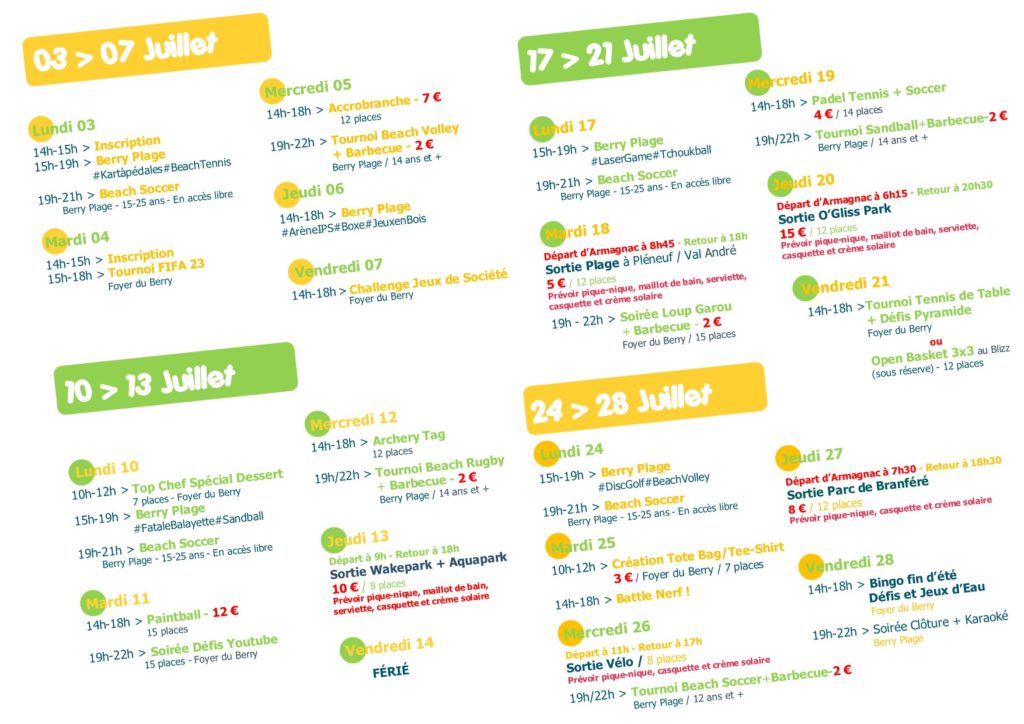 03 > 07 Juillet
Lundi 03
14h-15h > Inscription
15h-19h > Berry Plage
#Kartàpédales#BeachTennis
19h-21h > Beach Soccer
Berry Plage - 15-25 ans - En accès libre
Mardi 04
14h-15h > Inscription
15h-18h > Tournoi FIFA 23
Foyer du Berry
Mercredi 05
14h-18h > Accrobranche - 7 €
12 places
19h-22h > Tournoi Beach Volley
+ Barbecue - 2 €
Berry Plage / 14 ans et +
Jeudi 06
14h-18h > Berry Plage
#ArèneIPS#Boxe#JeuxenBois
Vendredi 07
14h-18h > Challenge Jeux de Société
Foyer du Berry
10 > 13 Juillet
Lundi 10
10h-12h > Top Chef Spécial Dessert
7 places - Foyer du Berry
15h-19h > Berry Plage
#FataleBalayette#Sandball
19h-21h > Beach Soccer
Berry Plage - 15-25 ans - En accès libre
Mardi 11
14h-18h > Paintball - 12 €
15 places
19h-22h > Soirée Défis Youtube
15 places - Foyer du Berry
Mercredi 12
14h-18h > Archery Tag
12 places
19h/22h > Tournoi Beach Rugby
+ Barbecue - 2 €
Berry Plage / 14 ans et +
Jeudi 13
Départ à 9h - Retour à 18h
Sortie Wakepark + Aquapark
10 € / 8 places
Prévoir pique-nique, maillot de bain,
serviette, casquette et crème solaire
Vendredi 14
FÉRIÉ
17 > 21 Juillet
Lundi 17
15h-19h > Berry Plage
#LaserGame#Tchoukball
19h-21h > Beach Soccer
Berry Plage - 15-25 ans - En accès libre
Mardi 18
Départ d'Armagnac à 8h45 - Retour à 18h
Sortie Plage à Pléneuf / Val André
5 € / 12 places
Prévoir pique-nique, maillot de bain, serviette,
casquette et crème solaire
19h - 22h > Soirée Loup Garou
+ Barbecue - 2 €
Foyer du Berry / 15 places
Mercredi 19
14h-18h > Padel Tennis + Soccer
4 € / 14 places
19h/22h > Tournoi Sandball+Barbecue-2 €
Berry Plage / 14 ans et +
Jeudi 20
Départ d'Armagnac à 6h15 - Retour à 20h30
Sortie O'Gliss Park
15 € / 12 places
Prévoir pique-nique, maillot de bain, serviette,
casquette et crème solaire
Vendredi 21
14h-18h >Tournoi Tennis de Table
+ Défis Pyramide
Foyer du Berry
ou
Open Basket 3x3 au Blizz
(sous réserve) - 12 places
24 > 28 Juillet
Lundi 24
15h-19h > Berry Plage
#DiscGolf#BeachVolley
19h-21h > Beach Soccer
Berry Plage - 15-25 ans - En accès libre
Mardi 25
10h-12h > Création Tote Bag/Tee-Shirt
3 € / Foyer du Berry / 7 places
14h-18h > Battle Nerf !
Mercredi 26
Départ à 11h - Retour à 17h
Sortie Vélo / 8 places
Prévoir pique-nique, casquette et crème solaire
19h/22h > Tournoi Beach Soccer+Barbecue-2 €
Berry Plage / 12 ans et +
Jeudi 27
Départ d'Armagnac à 7h30 - Retour à 18h30
Sortie Parc de Branféré
8 € / 12 places
Prévoir pique-nique, casquette et crème solaire
Vendredi 28
14h-18h > Bingo fin d'été
Défis et Jeux d'Eau
Foyer du Berry
19h-22h > Soirée Clôture + Karaoké
Berry Plage